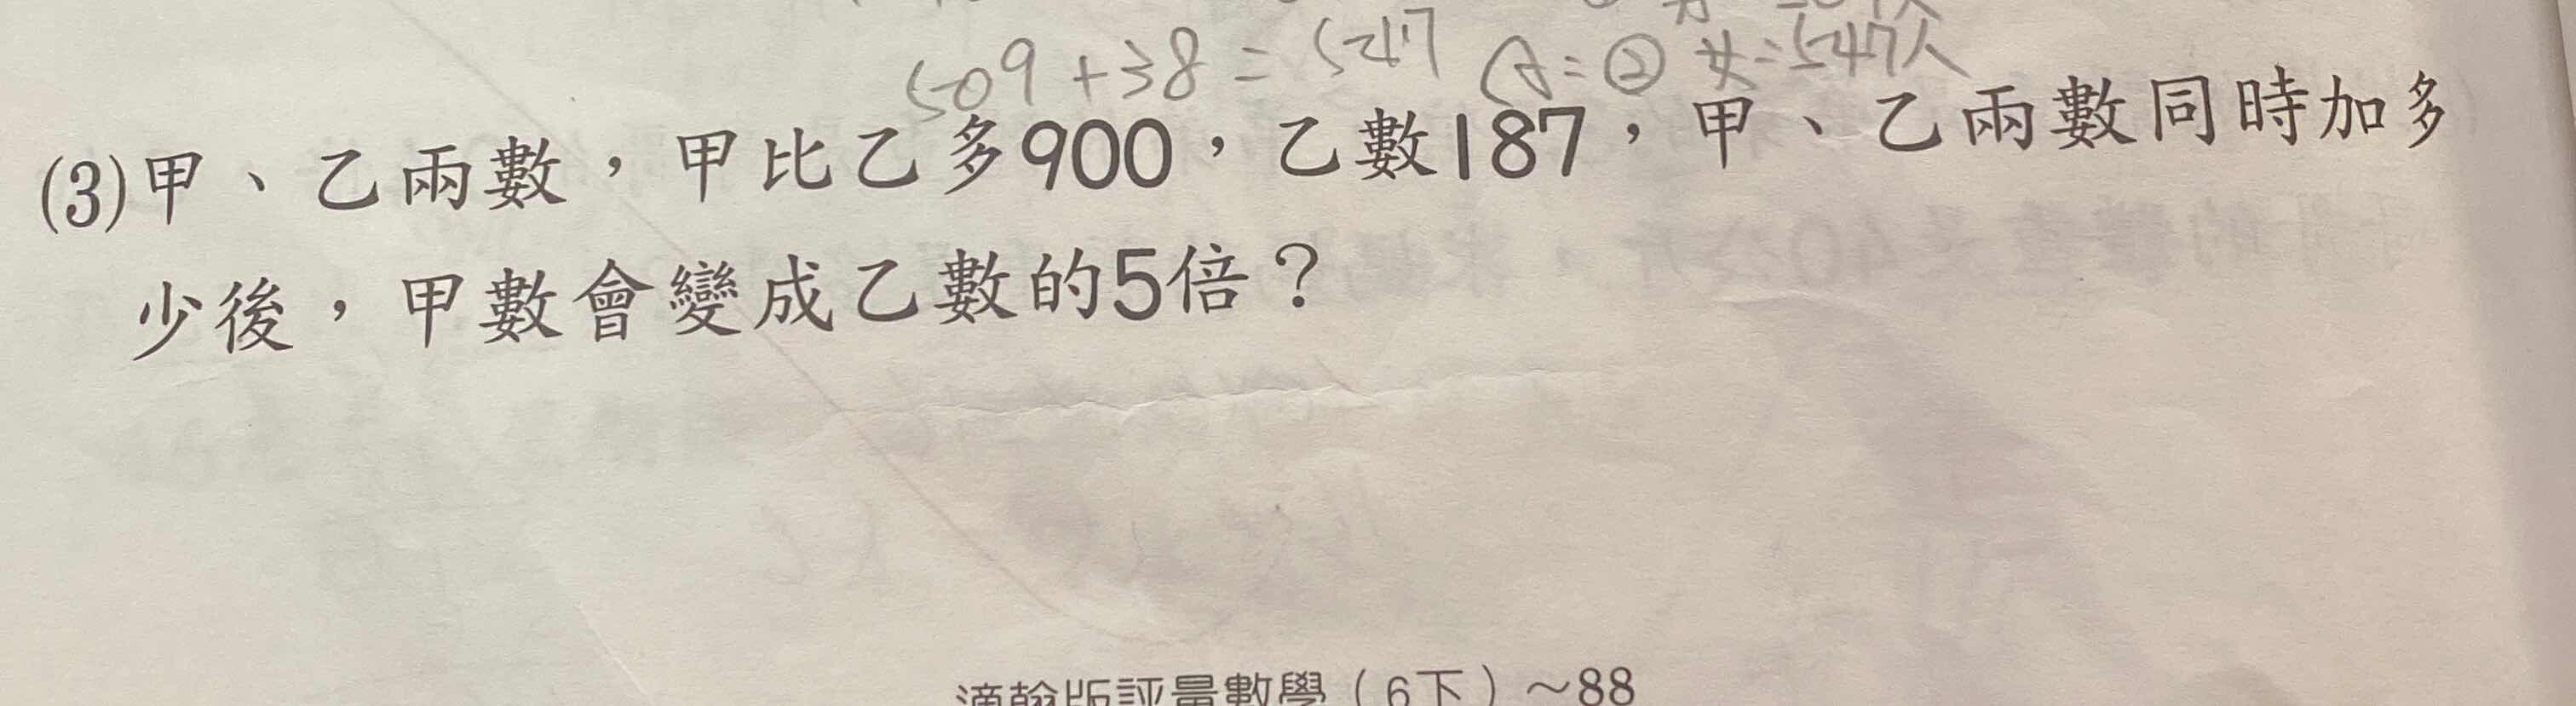 509+38=547 A=② 女=547人
(3)甲、乙兩數，甲比乙多900，乙數187，甲、乙兩數同時加多
少後，甲數會變成乙數的5倍？
版評量數學（6下）～88